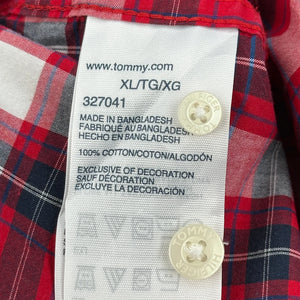 www.tommy.com
XL/TG/XG
327041
MADE IN BANGLADESH
FABRIQUÉ AU BANGLADESH
HECHO EN BANGLADESH
100% COTTON/COTON/ALGODÓN
EXCLUSIVE OF DECORATION
SAUF DÉCORATION
EXCLUYE LA DECORACIÓN
TOMMY
HILFIGER